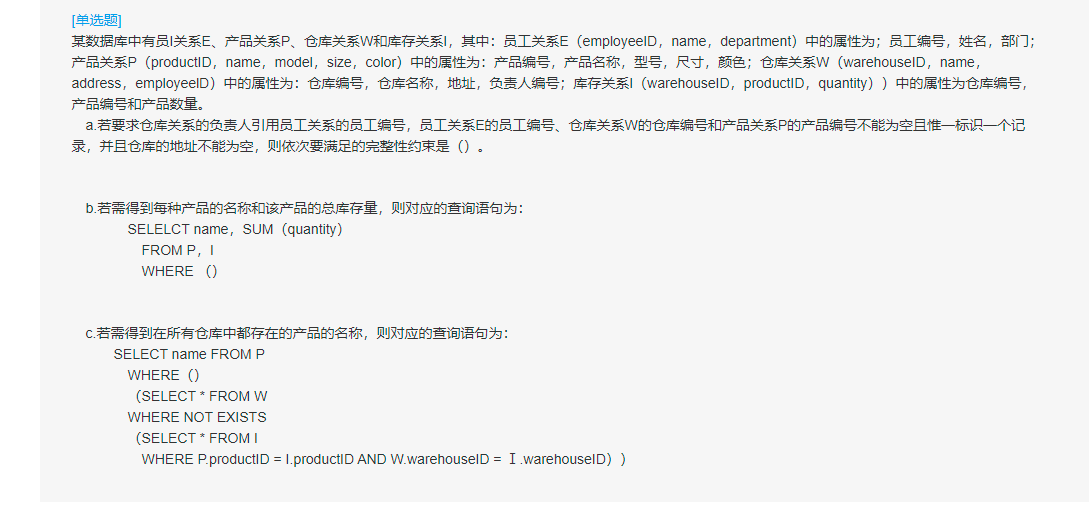 [单选题]
某数据库中有员I关系E、产品关系P、仓库关系W和库存关系I，其中：员工关系E（employeeID，name，department）中的属性为；员工编号，姓名，部门；
产品关系P（productID，name，model，size，color）中的属性为：产品编号，产品名称，型号，尺寸，颜色；仓库关系W（warehouseID，name，
address，employeeID）中的属性为：仓库编号，仓库名称，地址，负责人编号；库存关系I（warehouseID，productID，quantity））中的属性为仓库编号，
产品编号和产品数量。
a.若要求仓库关系的负责人引用员工关系的员工编号，员工关系E的员工编号、仓库关系W的仓库编号和产品关系P的产品编号不能为空且惟一标识一个记
录，并且仓库的地址不能为空，则依次要满足的完整性约束是（）。
b.若需得到每种产品的名称和该产品的总库存量，则对应的查询语句为：
SELELCT name，SUM（quantity）
FROM P，I
WHERE （）
c.若需得到在所有仓库中都存在的产品的名称，则对应的查询语句为：
SELECT name FROM P
WHERE（）
（SELECT * FROM W
WHERE NOT EXISTS
（SELECT * FROM I
WHERE P.productID = I.productID AND W.warehouseID = Ｉ.warehouseID））